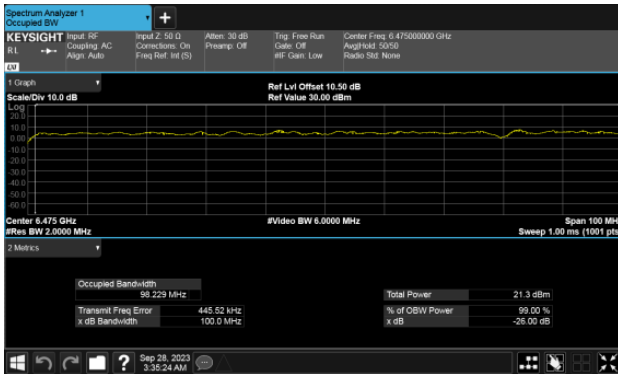 Spectrum Analyzer 1
Occupied BW
+
KEYSIGHT
RL
LXI
Input: RF
Coupling: AC
Align: Auto
Input Z: 50 Ω
Corrections: On
Freq Ref: Int (S)
Atten: 30 dB
Preamp: Off
Trig: Free Run
Gate: Off
#IF Gain: Low
Center Freq: 6.475000000 GHz
Avg|Hold: 50/50
Radio Std: None
1 Graph
Scale/Div 10.0 dB
Ref Lvl Offset 10.50 dB
Ref Value 30.00 dBm
Log
20.0
10.0
0.00
-10.0
-20.0
-30.0
-40.0
-50.0
-60.0
Center 6.475 GHz
#Res BW 2.0000 MHz
#Video BW 6.0000 MHz
Span 100 MH
Sweep 1.00 ms (1001 pts
2 Metrics
Occupied Bandwidth
98.229 MHz
Total Power 21.3 dBm
Transmit Freq Error 445.52 kHz
% of OBW Power 99.00 %
x dB Bandwidth 100.0 MHz
x dB -26.00 dB
?
Sep 28, 2023
3:35:24 AM